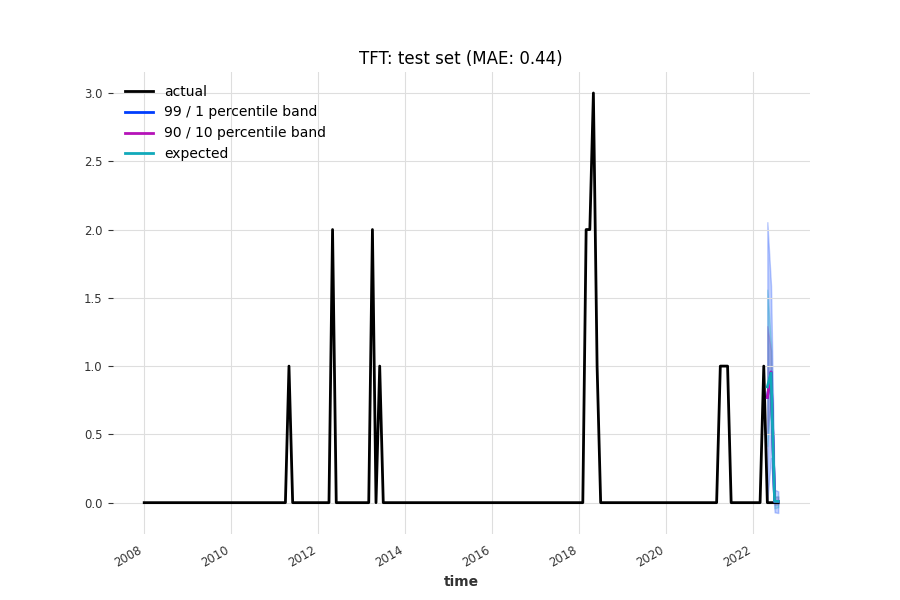 TFT: test set (MAE: 0.44)
actual
99 / 1 percentile band
90 / 10 percentile band
expected
3.0
2.5
2.0
1.5
1.0
0.5
0.0
2008
2010
2012
2014
2016
2018
2020
2022
time